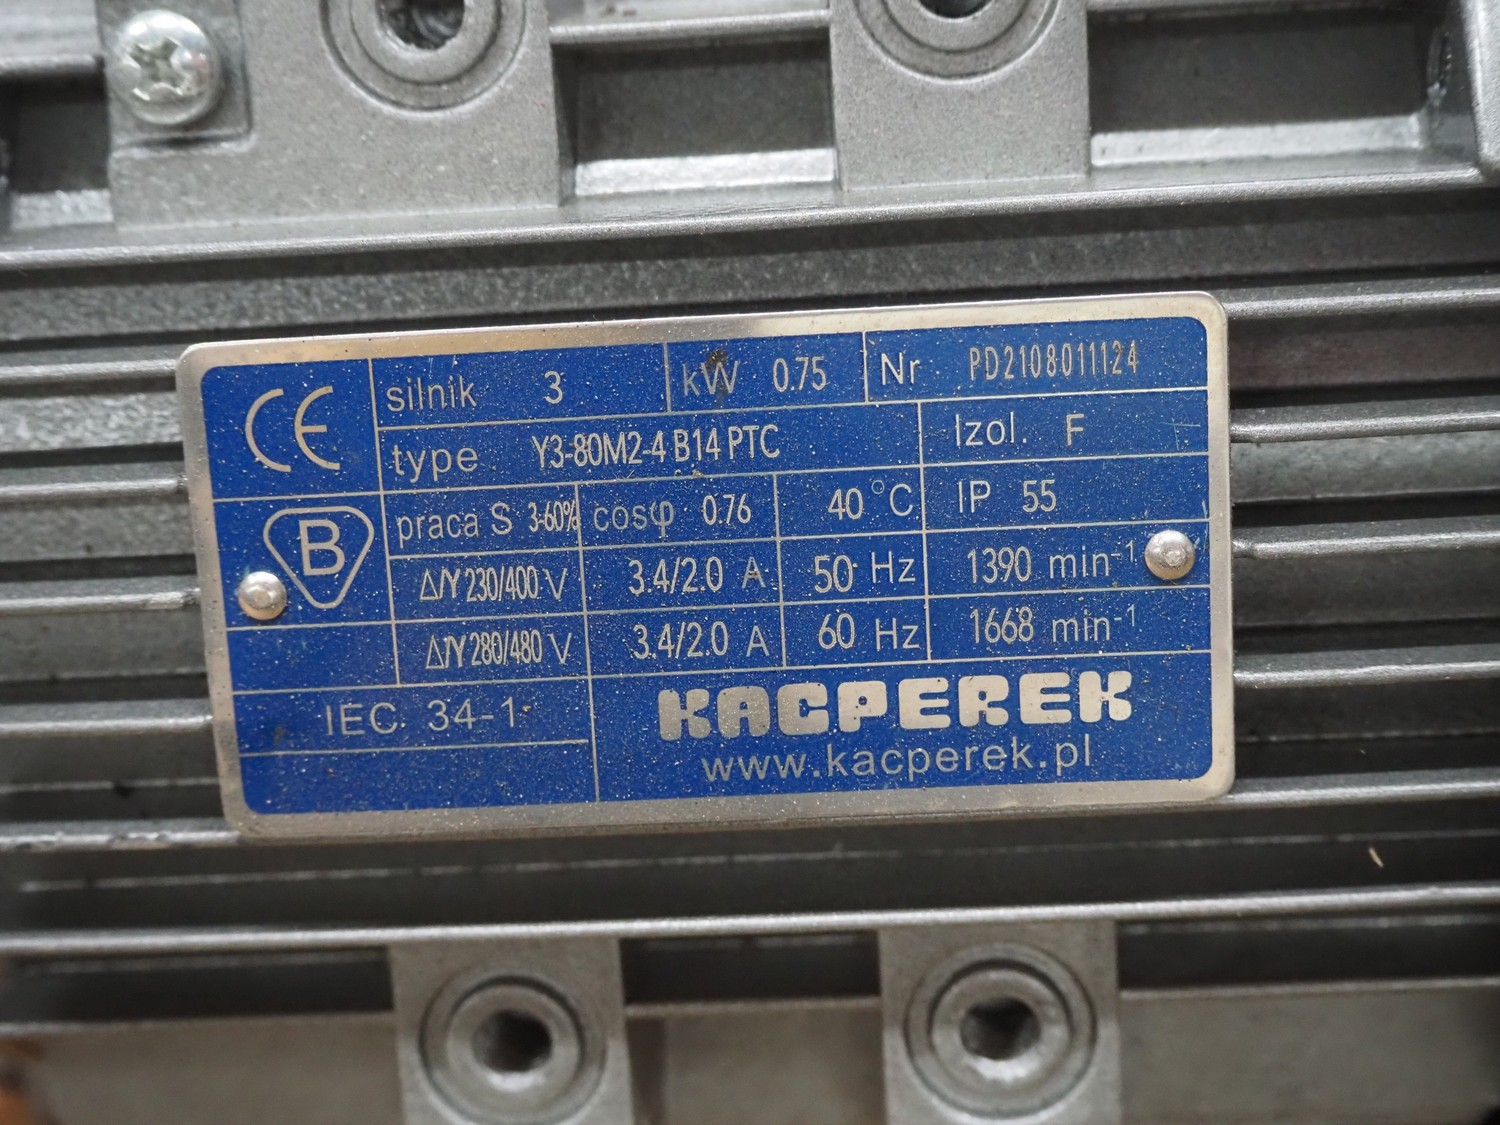 CE silnik 3 kW 0.75 Nr PD2108011124
type Y3-80M2-4 B14 PTC Izol. F
B praca S 3-60% cosφ 0.76 40 °C IP 55
Δ/Y 230/400 V 3.4/2.0 A 50 Hz 1390 min-1
Δ/Y 280/480 V 3.4/2.0 A 60 Hz 1668 min-1
IEC 34-1 KACPEREK
www.kacperek.pl